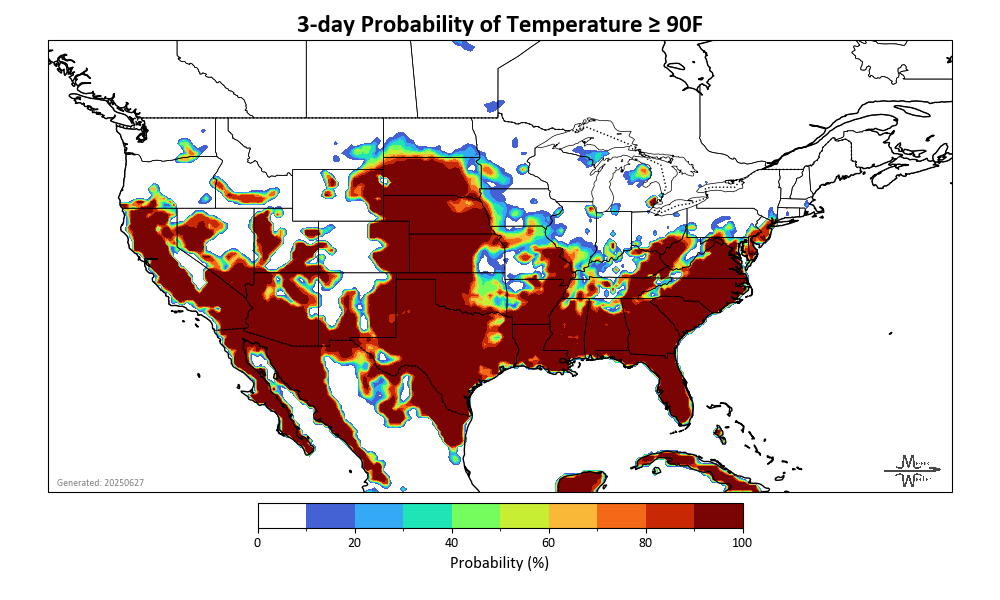 3-day Probability of Temperature ≥ 90F
Generated: 20250627
0 20 40 60 80 100
Probability (%)